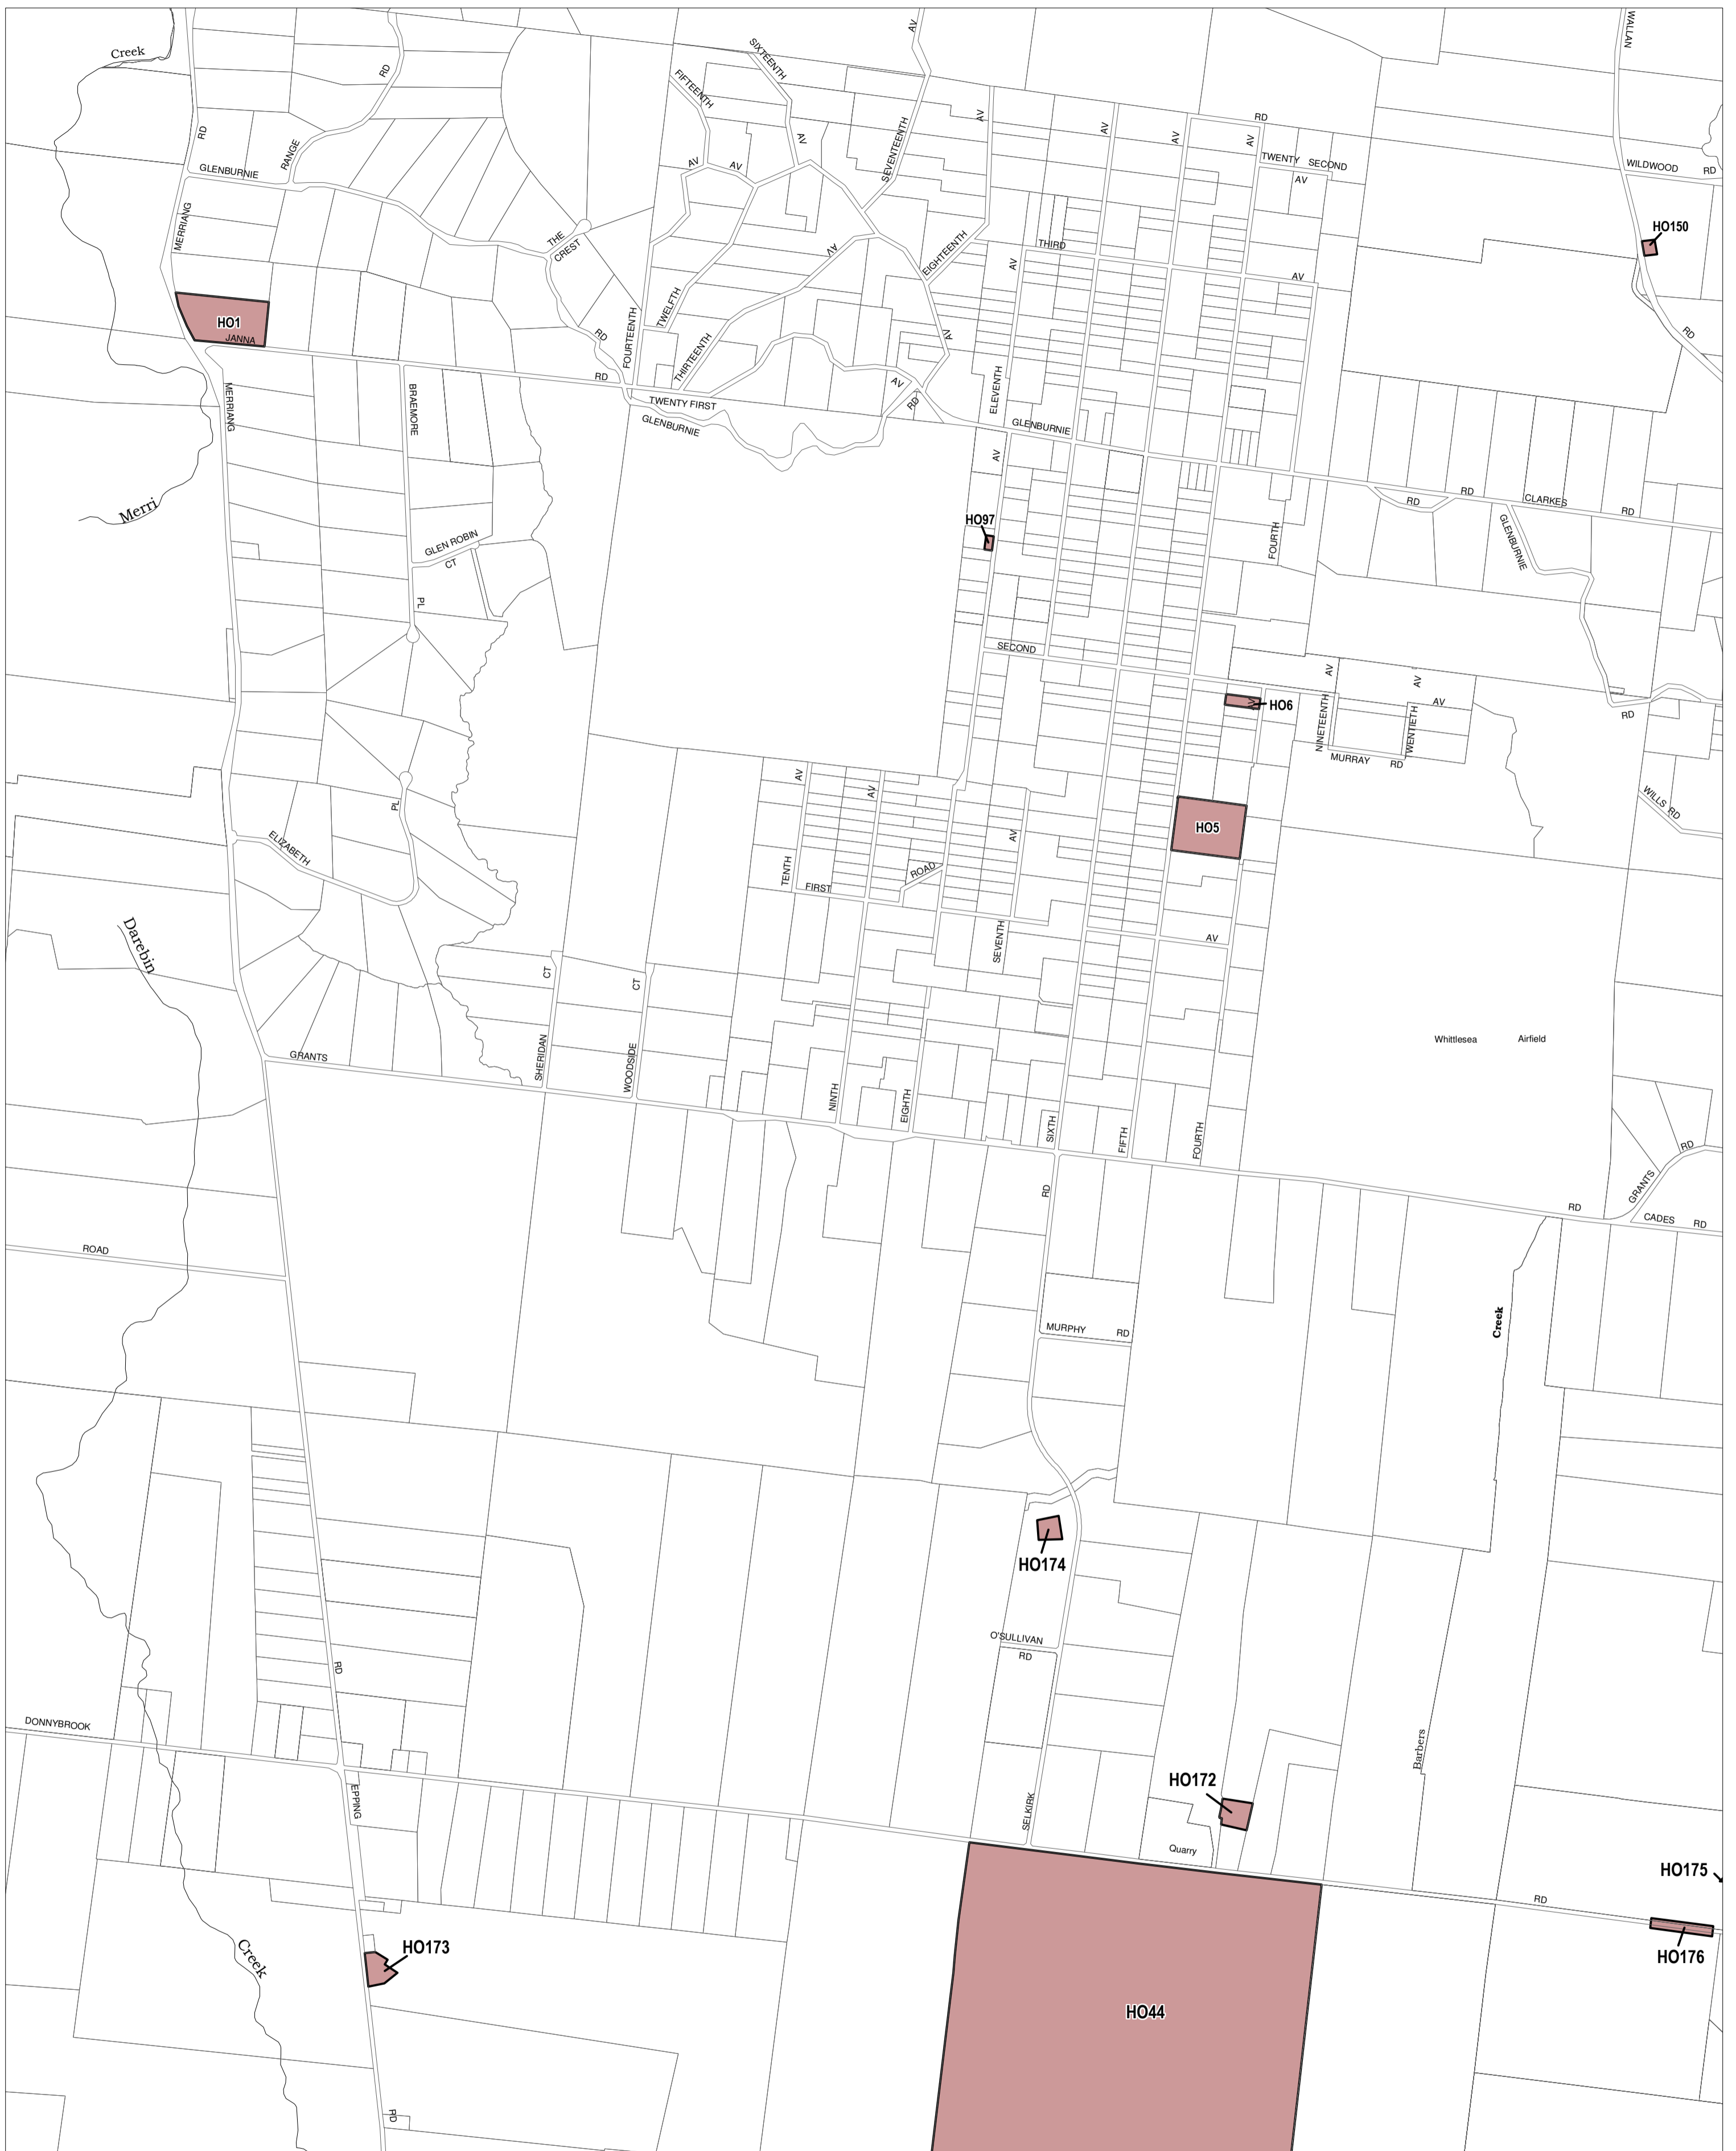 Creek
RD
RD
GLENBURNIE
RANGE
MERRIANG
HO1
JANNA
MERRIANG
Merri
BRAEMORE
GLEN ROBIN
CT
PL
THE
CREST
RD
RD
FIFTEENTH
SIXTEENTH
AV
AV
AV
AV
SEVENTEENTH
AV
AV
AV
AV
RD
AV
TWENTY SECOND
AV
WALLAN
WILDWOOD RD
HO150
RD
FOURTEENTH
TWELFTH
THIRTEENTH
AV
EIGHTEENTH
THIRD
AV
AV
AV
AV
RD
TWENTY FIRST
GLENBURNIE
ELEVENTH
GLENBURNIE
AV
HO97
FOURTH
RD
RD
CLARKES
RD
GLENBURNIE
RD
SECOND
HO6
AV
AV
AV
AV
NINETEENTH
MURRAY RD
WILLS RD
HO5
AV
AV
AV
TENTH
FIRST
ROAD
SEVENTH
AV
PL
ELIZABETH
Darebin
CT
CT
GRANTS
SHERIDAN
WOODSIDE
NINTH
EIGHTH
SIXTH
FIFTH
FOURTH
Whittlesea Airfield
RD
GRANTS
RD
CADES RD
RD
ROAD
MURPHY RD
Creek
HO174
O'SULLIVAN
RD
RD
DONNYBROOK
EPPING
SELKIRK
HO172
Quarry
Barbers
HO175
RD
HO176
HO173
Creek
HO44
RD